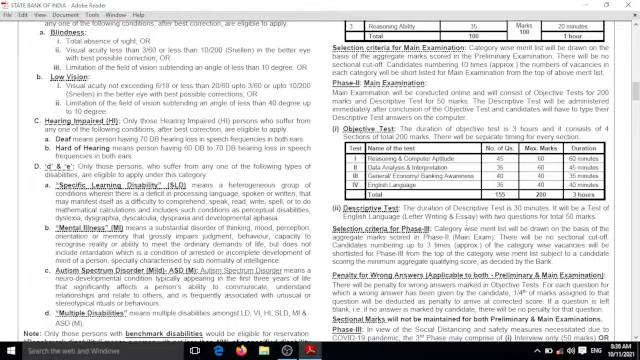 STATE BANK OF INDIA - Adobe Reader
File Edit View Document Tools Window Help
any one of the following conditions, after best correction, are eligible to apply.
a. Blindness:
i. Total absence of sight; OR
ii. Visual acuity less than 3/60 or less than 10/200 (Snellen) in the better eye
with best possible correction; OR
iii. Limitation of the field of vision subtending an angle of less than 10 degree.
b. Low Vision:
i. Visual acuity not exceeding 6/18 or less than 20/60 upto 3/60 or upto 10/200
(Snellen) in the better eye with best possible corrections; OR
ii. Limitation of the field of vision subtending an angle of less than 40 degree up
to 10 degree.
C. Hearing Impaired (HI): Only those Hearing Impaired (HI) persons who suffer from
any one of the following conditions, after best correction, are eligible to apply
a. Deaf means person having 70 DB hearing loss in speech frequencies in both ears
b. Hard of Hearing means person having 60 DB to 70 DB hearing loss in speech
frequencies in both ears
D. 'd' & 'e': Only those persons, who suffer from any one of the following types of
disabilities, are eligible to apply under this category:
a. "Specific Learning Disability" (SLD) means a heterogeneous group of
conditions wherein there is a deficit in processing language, spoken or written, that
may manifest itself as a difficulty to comprehend, speak, read, write, spell, or to do
mathematical calculations and includes such conditions as perceptual disabilities,
dyslexia, dysgraphia, dyscalculia, dyspraxia and developmental aphasia
b. "Mental Illness" (MI) means a substantial disorder of thinking, mood, perception,
orientation or memory that grossly impairs judgment, behaviour, capacity to
recognise reality or ability to meet the ordinary demands of life, but does not
include retardation which is a condition of arrested or incomplete development of
mind of a person, specially characterised by sub normality of intelligence.
c. Autism Spectrum Disorder (Mild)- ASD (M): Autism Spectrum Disorder means a
neuro-developmental condition typically appearing in the first three years of life
that significantly affects a person's ability to communicate, understand
relationships and relate to others, and is frequently associated with unusual or
stereotypical rituals or behaviours.
d. "Multiple Disabilities" means multiple disabilities amongst LD, VI, HI, SLD, MI &
ASD (M)
Note: Only those persons with benchmark disabilities would be eligible for reservation.
3. Reasoning Ability 35 Marks 20 minutes
Total 100 100 1 hour
Selection criteria for Main Examination: Category wise merit list will be drawn on the
basis of the aggregate marks scored in the Preliminary Examination. There will be no
sectional cutoff. Candidates numbering 10 times (approx.) the numbers of vacancies in
each category will be short listed for Main Examination from the top of above merit list.
Phase-II: Main Examination:
Main Examination will be conducted online and will consist of Objective Tests for 200
marks and Descriptive Test for 50 marks. The Descriptive Test will be administered
immediately after conclusion of the Objective Test and candidates will have to type
their Descriptive Test answers on the computer.
(i) Objective Test: The duration of objective test is 3 hours and it consists of 4
Sections of total 200 marks. There will be separate timing for every section.
Test Name of the test No. of Qs. Max. Marks Duration
I Reasoning & Computer Aptitude 45 60 60 minutes
II Data Analysis & Interpretation 35 60 45 minutes
III General/ Economy/ Banking Awareness 40 40 35 minutes
IV English Language 35 40 40 minutes
Total 155 200 3 hours
(ii) Descriptive Test: The duration of Descriptive Test is 30 minutes. It will be a Test of
English Language (Letter Writing & Essay) with two questions for total 50 marks.
Selection criteria for Phase-III: Category wise merit list will be drawn on the basis of the
aggregate marks scored in Phase-II (Main Exam). There will be no sectional cut-off.
Candidates numbering up to 3 times (approx.) of the category wise vacancies will be
shortlisted for Phase-III from the top of the category wise merit list subject to a candidate
scoring the minimum aggregate qualifying score, as decided by the Bank.
Penalty for Wrong Answers (Applicable to both - Preliminary & Main Examination)
There will be penalty for wrong answers marked in Objective Tests. For each question for
which a wrong answer has been given by the candidate, 1/4th of marks assigned to that
question will be deducted as penalty to arrive at corrected score. If a question is left
blank, i.e. if no answer is marked by candidate, there will be no penalty for that question.
Sectional Marks will not be maintained for both Preliminary & Main Examination.
Phase-III: In view of the Social Distancing and safety measures necessitated due to
COVID-19 pandemic, the 3rd Phase may comprise of i. Interview only (50 marks) OR
8:36 AM